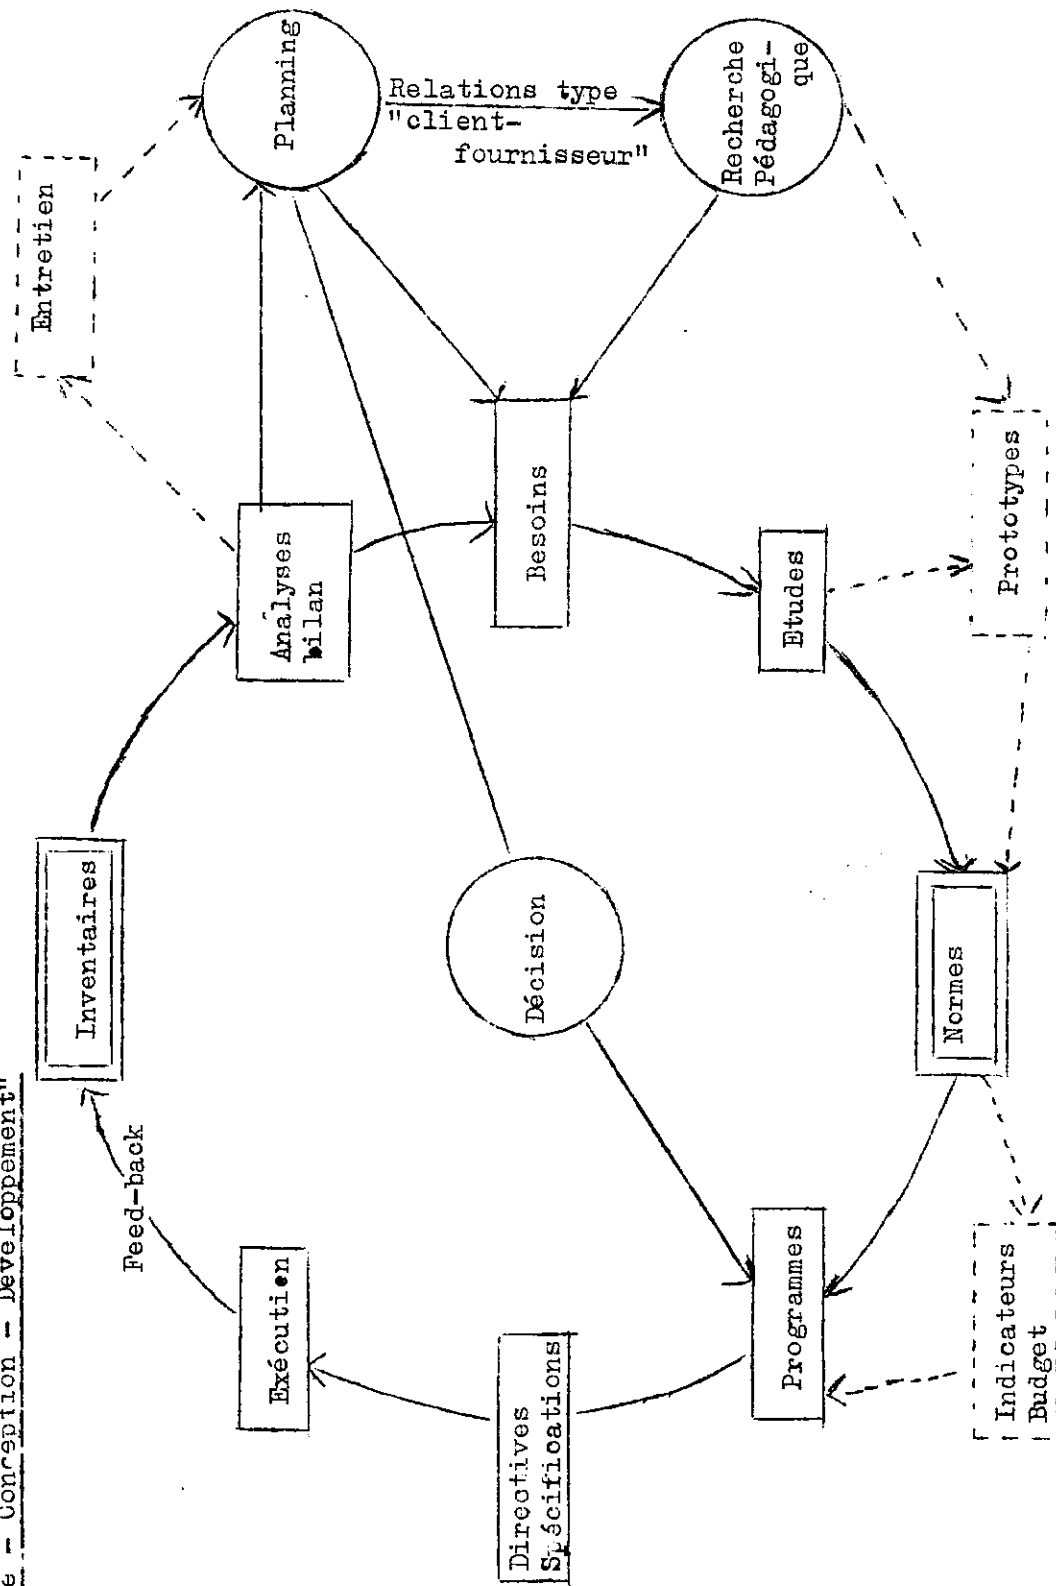 e - Conception - Développement"
Entretien
Planning
Relations type
"client-
fournisseur"
Recherche
Pédagogi-
que
Inventaires
Analyses
bilan
Besoins
Etudes
Prototypes
Décision
Normes
Feed-back
Exécution
Directives
Spécifications
Programmes
Indicateurs
Budget